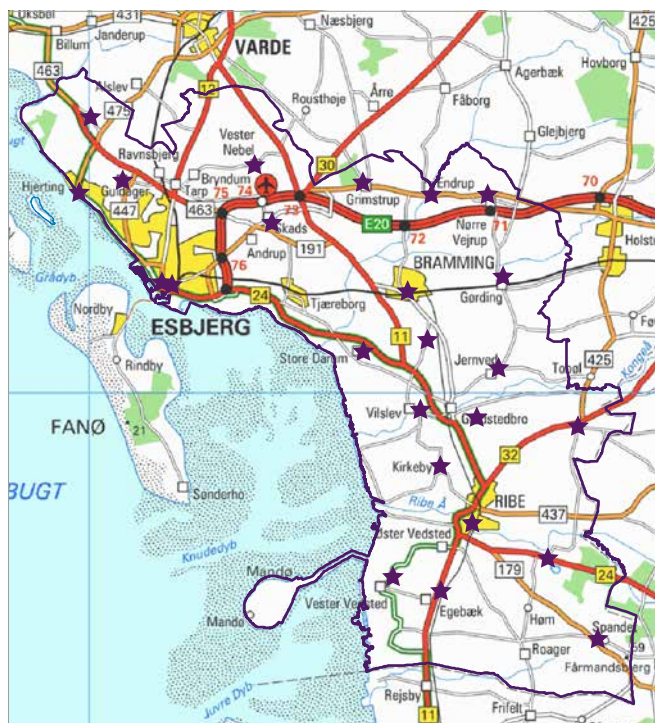 Oksbøl
431
Janderup
Billum
VARDE
Næsbjerg
425
Hovborg
463
Alslev
12
Agerbæk
Årre
Rousthøje
Fåborg
475
Glejbjerg
Vester
Nebel
30
Ravnsbjerg
Bryndum
Tarp
Hjerting
Guldager
447
463
75
74
73
Grimstrup
Endrup
70
Skads
E20
Nørre
Vejrup
71
72
Andrup
191
76
BRAMMING
Holst
Grådyb
24
Tjæreborg
Gørding
Nordby
ESBJERG
11
Rindby
Store Darum
Jernved
Tobøl
425
Kongeå
FANØ
21
Vilslev
Gredstedbro
32
Kirkeby
BUGT
Sønderho
Ribe Å
RIBE
437
Knudedyb
Øster Vedsted
Mandø
179
24
Vester Vedsted
Egebæk
Mandø
Høm
Spandet
59
Roager
Fårmandsbjerg
Juvre Dyb
Rejsby
11
Frifelt